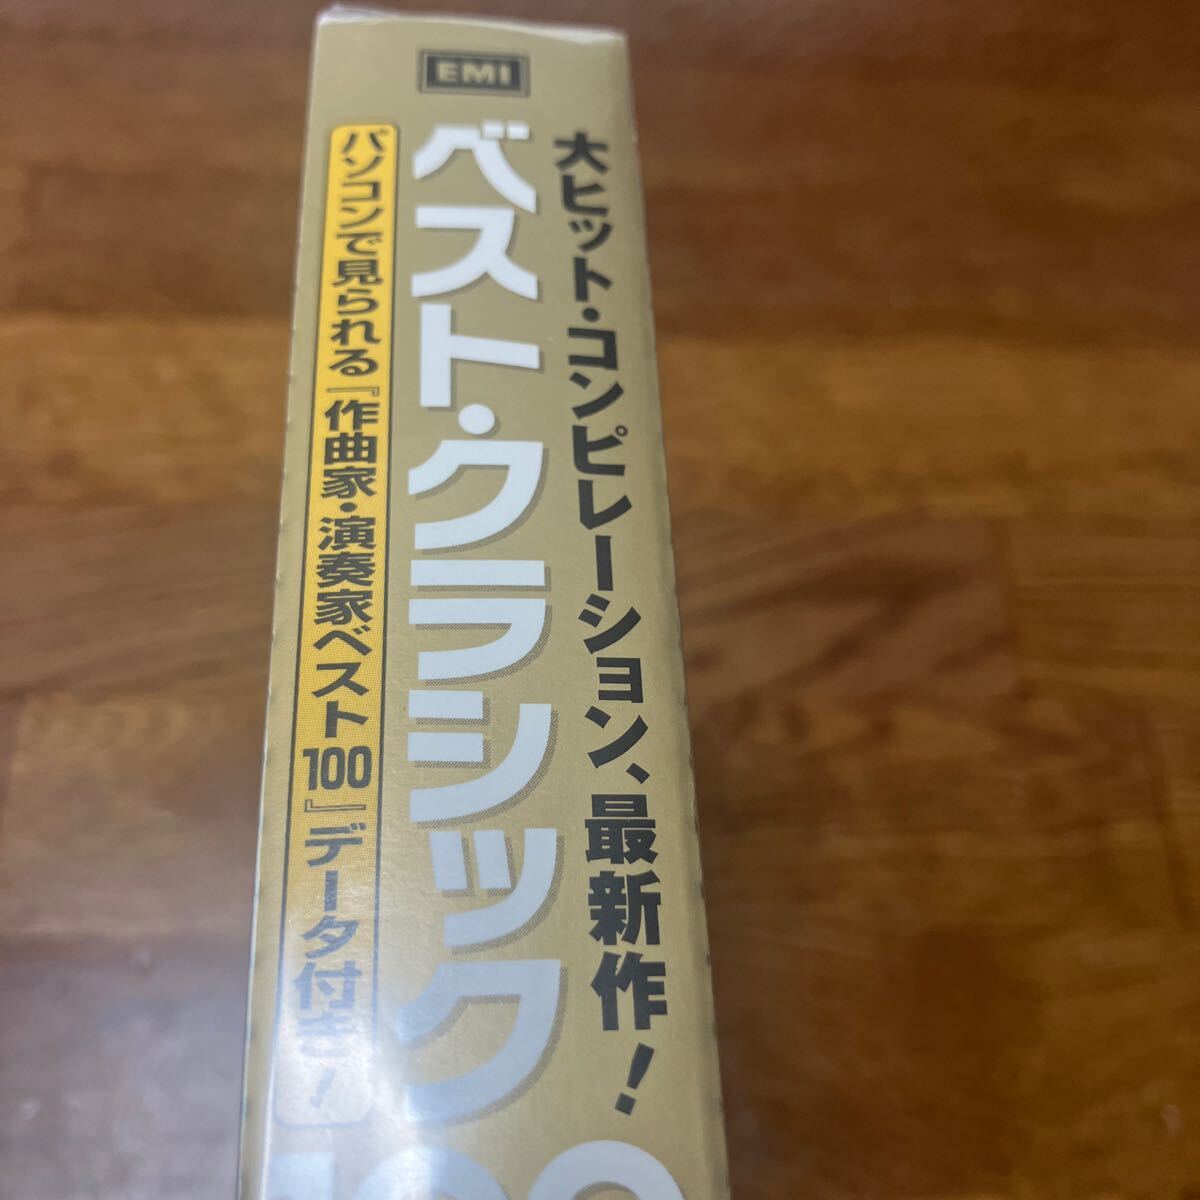 EMI
大ヒット・コンピレーション、最新作!
ベスト・クラシック
100
パソコンで見られる『作曲家・演奏家ベスト100』データ付き!